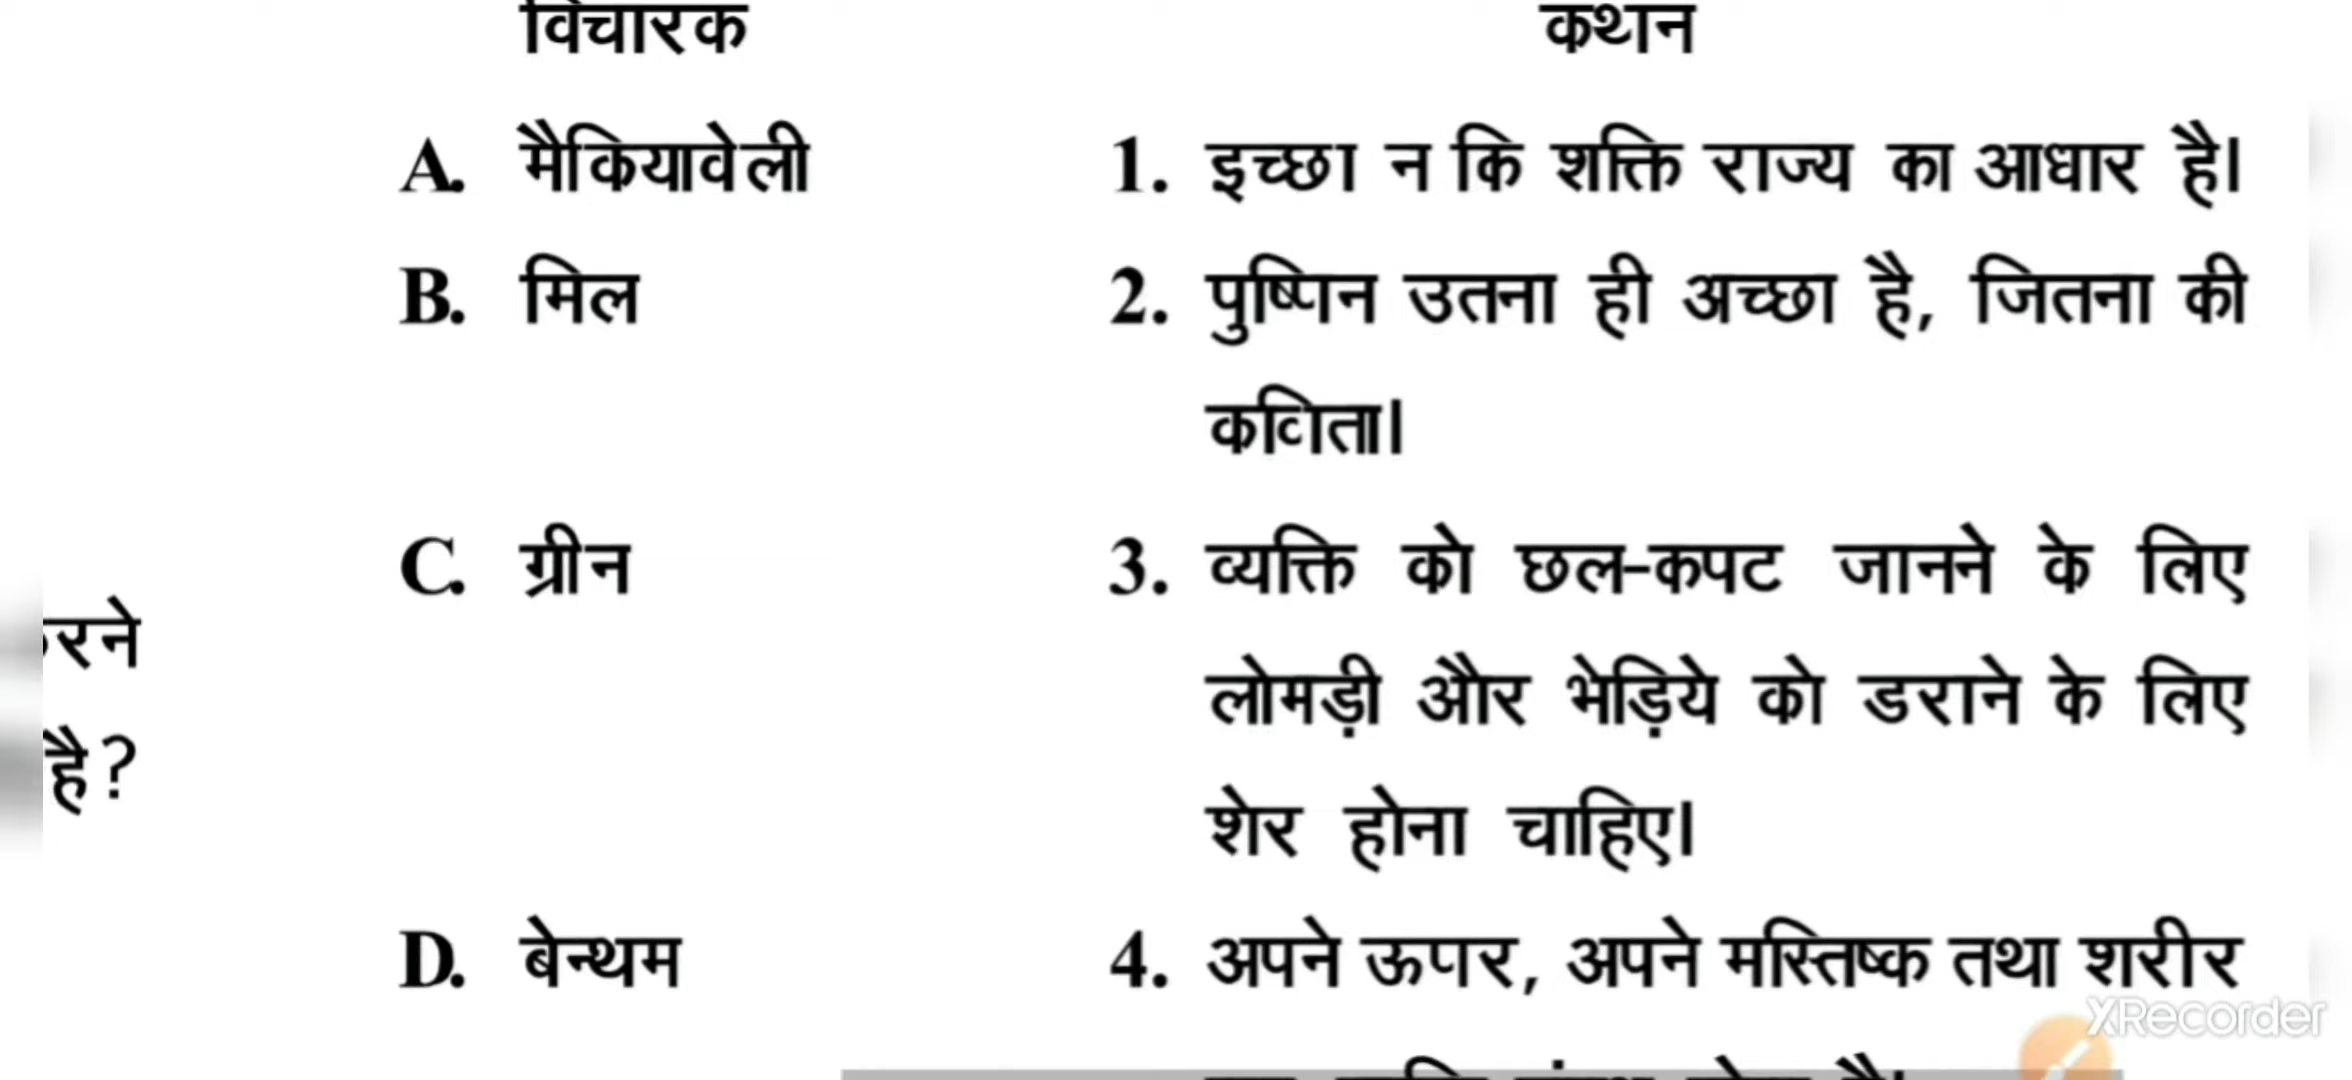 विचारक कथन
A. मैकियावेली 1. इच्छा न कि शक्ति राज्य का आधार है।
B. मिल 2. पुष्पिन उतना ही अच्छा है, जितना की
कविता।
C. ग्रीन 3. व्यक्ति को छल-कपट जानने के लिए
रने
लोमड़ी और भेड़िये को डराने के लिए
है?
शेर होना चाहिए।
D. बेन्थम 4. अपने ऊपर, अपने मस्तिष्क तथा शरीर
XRecorder